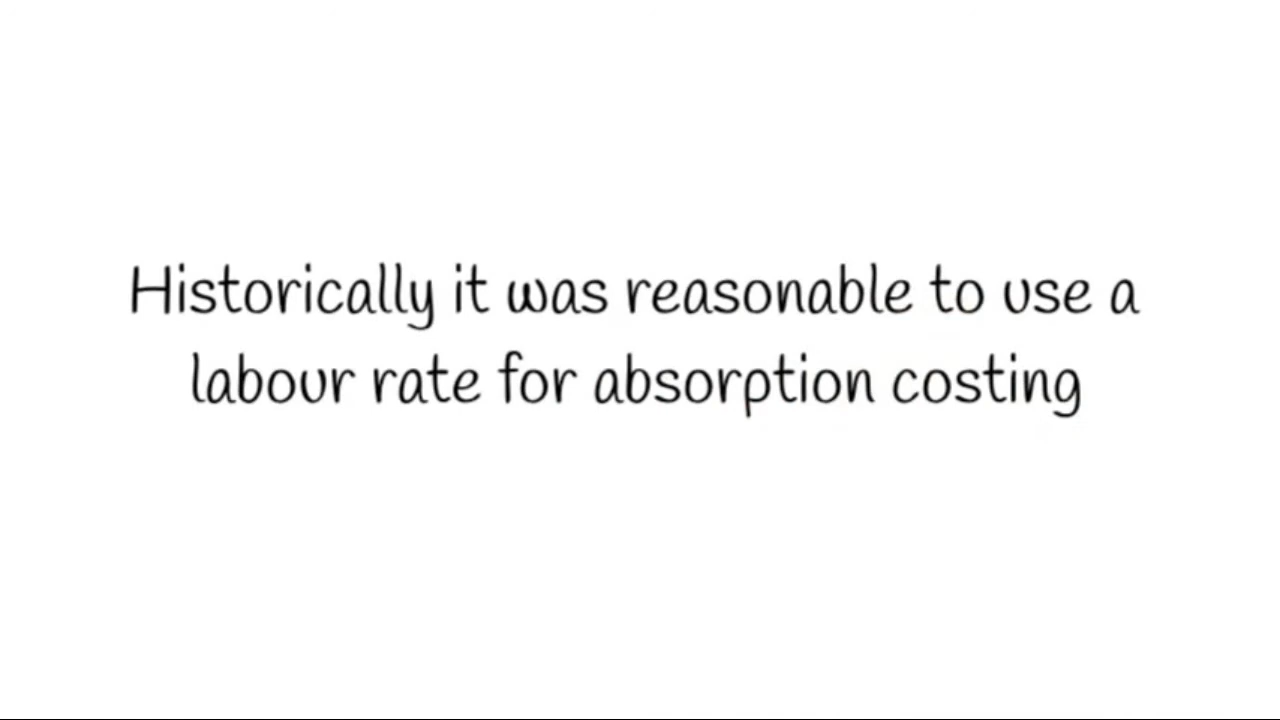 Historically it was reasonable to use a
labour rate for absorption costing